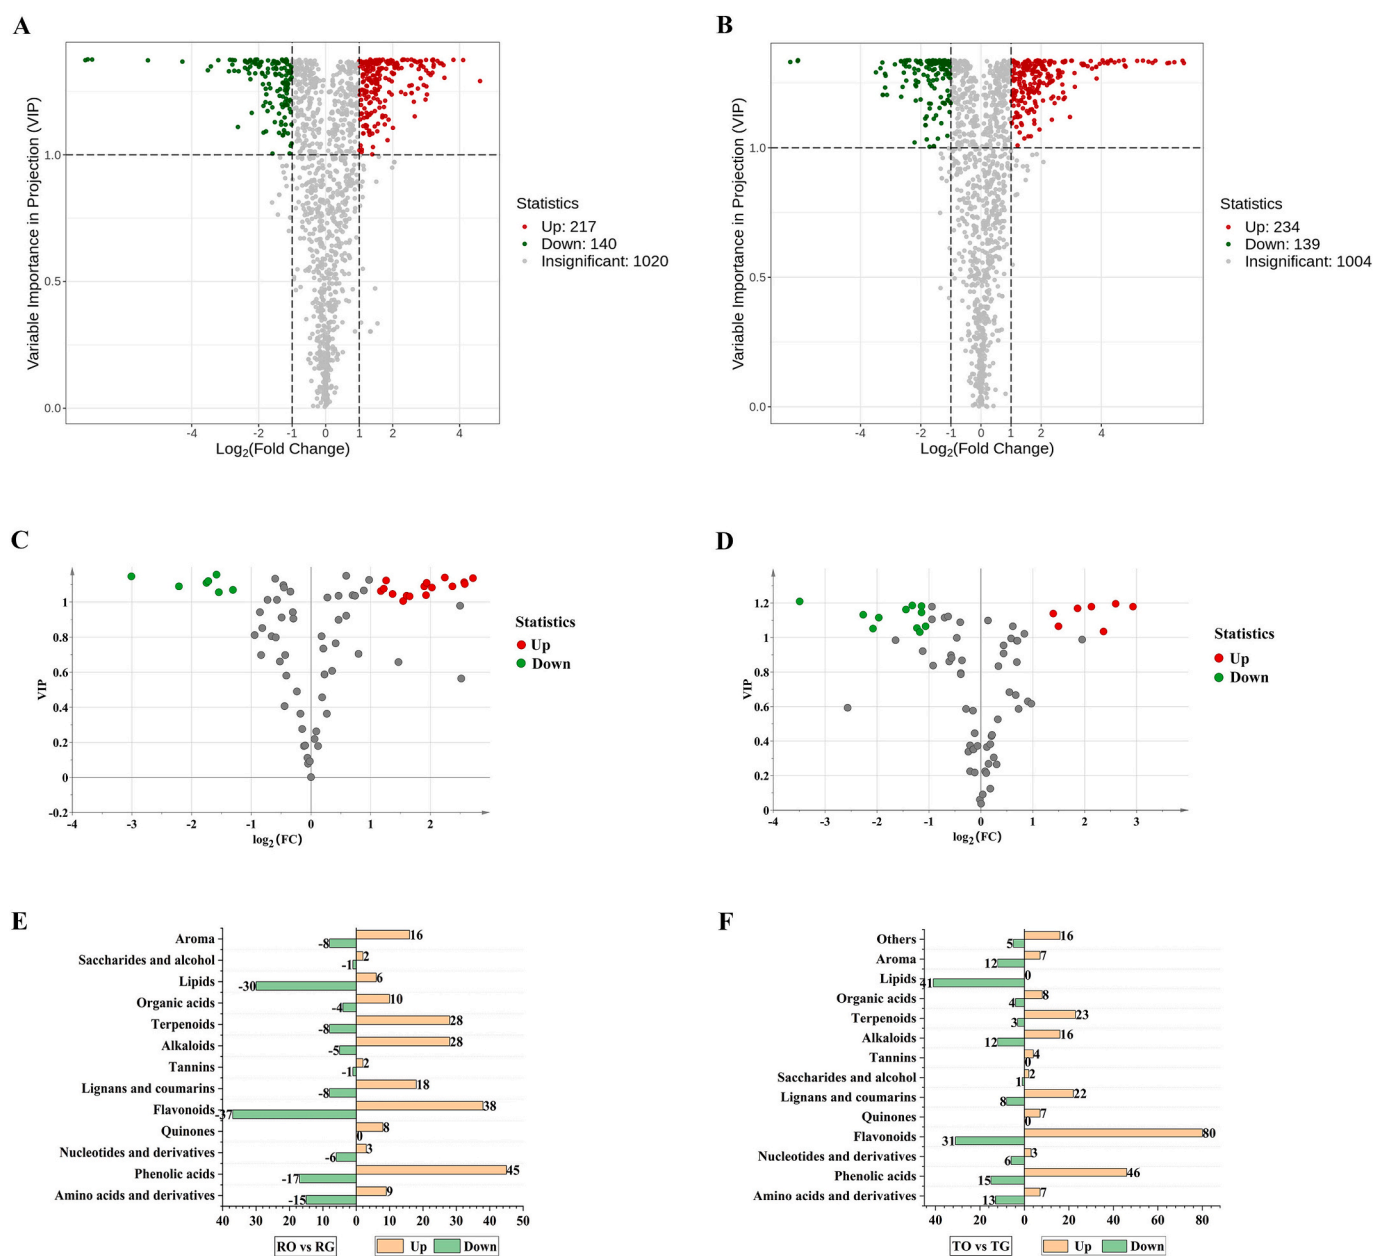 A
Variable Importance in Projection (VIP)
1.0
0.5
0.0
-4 -2 -1 0 1 2 4
Log2(Fold Change)
Statistics
Up: 217
Down: 140
Insignificant: 1020
B
Variable Importance in Projection (VIP)
1.0
0.5
0.0
-4 -2 -1 0 1 2 4
Log2(Fold Change)
Statistics
Up: 234
Down: 139
Insignificant: 1004
C
VIP
1
0.8
0.6
0.4
0.2
0
-0.2
-4 -3 -2 -1 0 1 2
log2(FC)
Statistics
Up
Down
D
VIP
1.2
1
0.8
0.6
0.4
0.2
0
-4 -3 -2 -1 0 1 2 3
log2(FC)
Statistics
Up
Down
E
Aroma -8 16
Saccharides and alcohol -1 2
Lipids -30 6
Organic acids -4 10
Terpenoids -8 28
Alkaloids -5 28
Tannins -1 2
Lignans and coumarins -8 18
Flavonoids -37 38
Quinones 0 8
Nucleotides and derivatives -6 3
Phenolic acids -17 45
Amino acids and derivatives -15 9
40 30 20 10 0 10 20 30 40 50
RO vs RG Up Down
F
Others 5 16
Aroma 12 7
Lipids 41 0
Organic acids 4 8
Terpenoids 3 23
Alkaloids 12 16
Tannins 0 4
Saccharides and alcohol 1 2
Lignans and coumarins 8 22
Quinones 0 7
Flavonoids 31 80
Nucleotides and derivatives 6 3
Phenolic acids 15 46
Amino acids and derivatives 13 7
40 20 0 20 40 60 80
TO vs TG Up Down